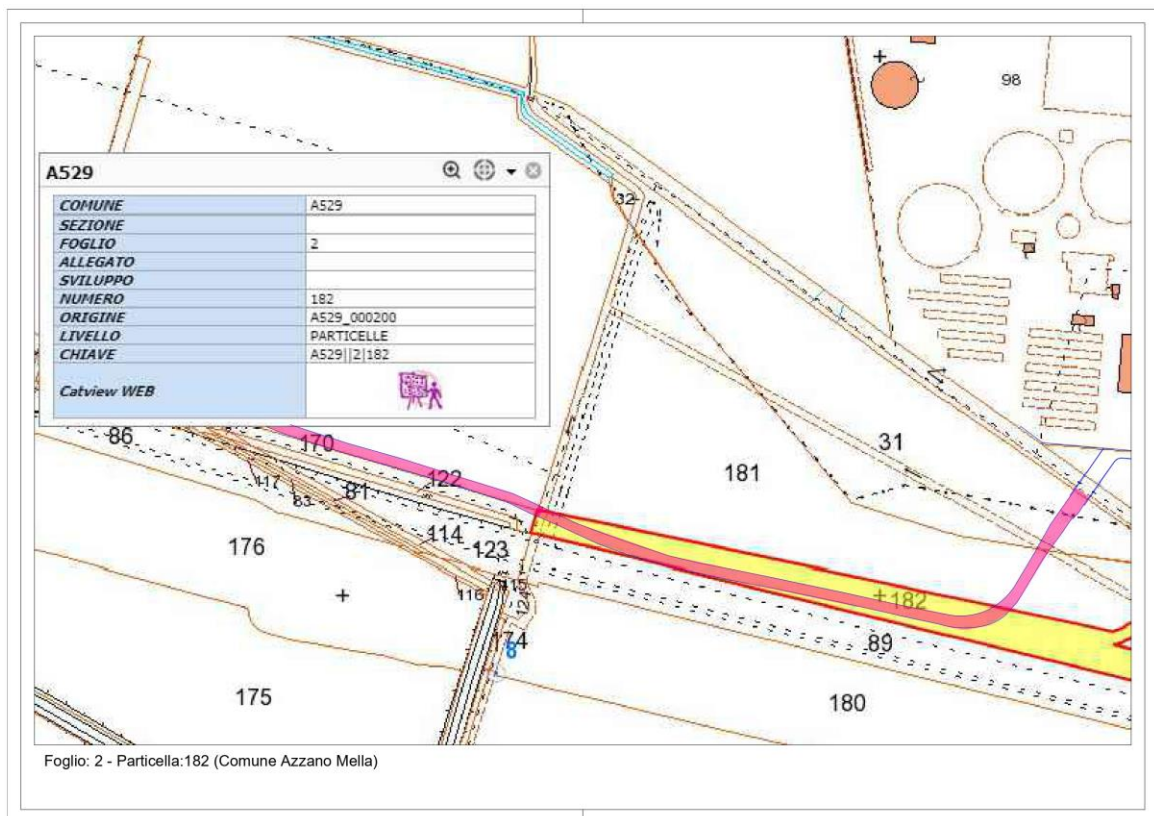 98
A529
COMUNE A529
SEZIONE
FOGLIO 2
ALLEGATO
SVILUPPO
NUMERO 182
ORIGINE A529_000200
LIVELLO PARTICELLE
CHIAVE A529||2|182
Catview WEB
32
86
170
122
117
83
81
181
31
176
114
123
116
115
124
182
174
8
89
175
180
Foglio: 2 - Particella:182 (Comune Azzano Mella)